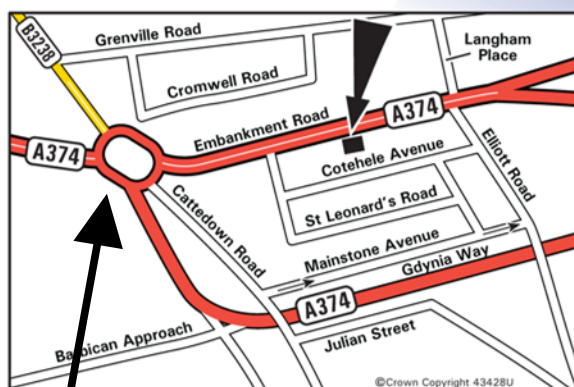 B3238
Grenville Road
Langham
Place
Cromwell Road
Embankment Road
A374
A374
Cotehele Avenue
Elliott Road
Cattedown Road
St Leonard's Road
Mainstone Avenue
Gdynia Way
A374
Barbican Approach
Julian Street
©Crown Copyright 43428U